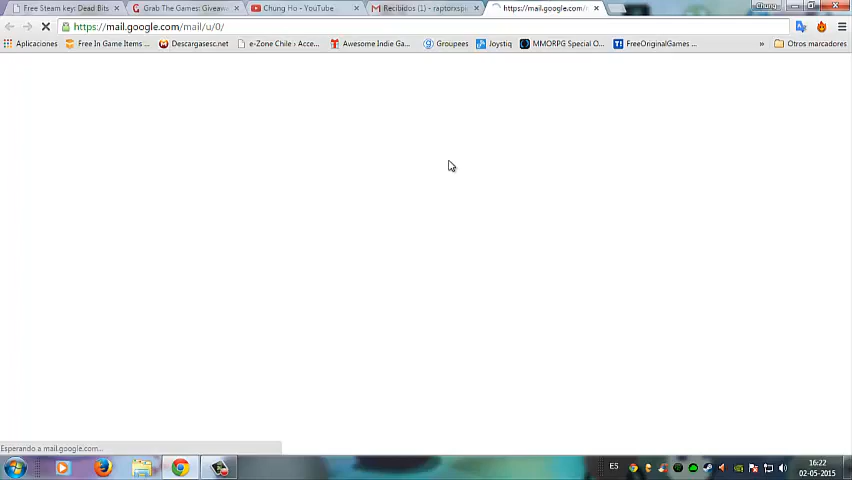 Free Steam key: Dead Bits
Grab The Games: Giveaw
Chung Ho - YouTube
Recibidos (1) - raptorxsp
https://mail.google.com/
Chung
https://mail.google.com/mail/u/0/
Aplicaciones
Free In Game Items ...
Descargasesc.net
e-Zone Chile › Acce...
Awesome Indie Ga...
Groupees
Joystiq
MMORPG Special O...
FreeOriginalGames ...
»
Otros marcadores
Esperando a mail.google.com...
ES
16:22
02-05-2015